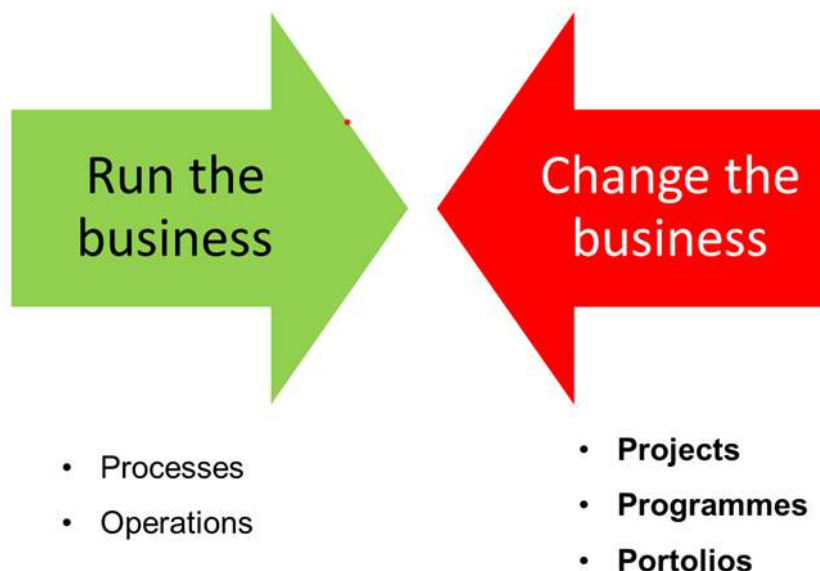 Run the
business
Change the
business
• Processes
• Operations
• Projects
• Programmes
• Portolios